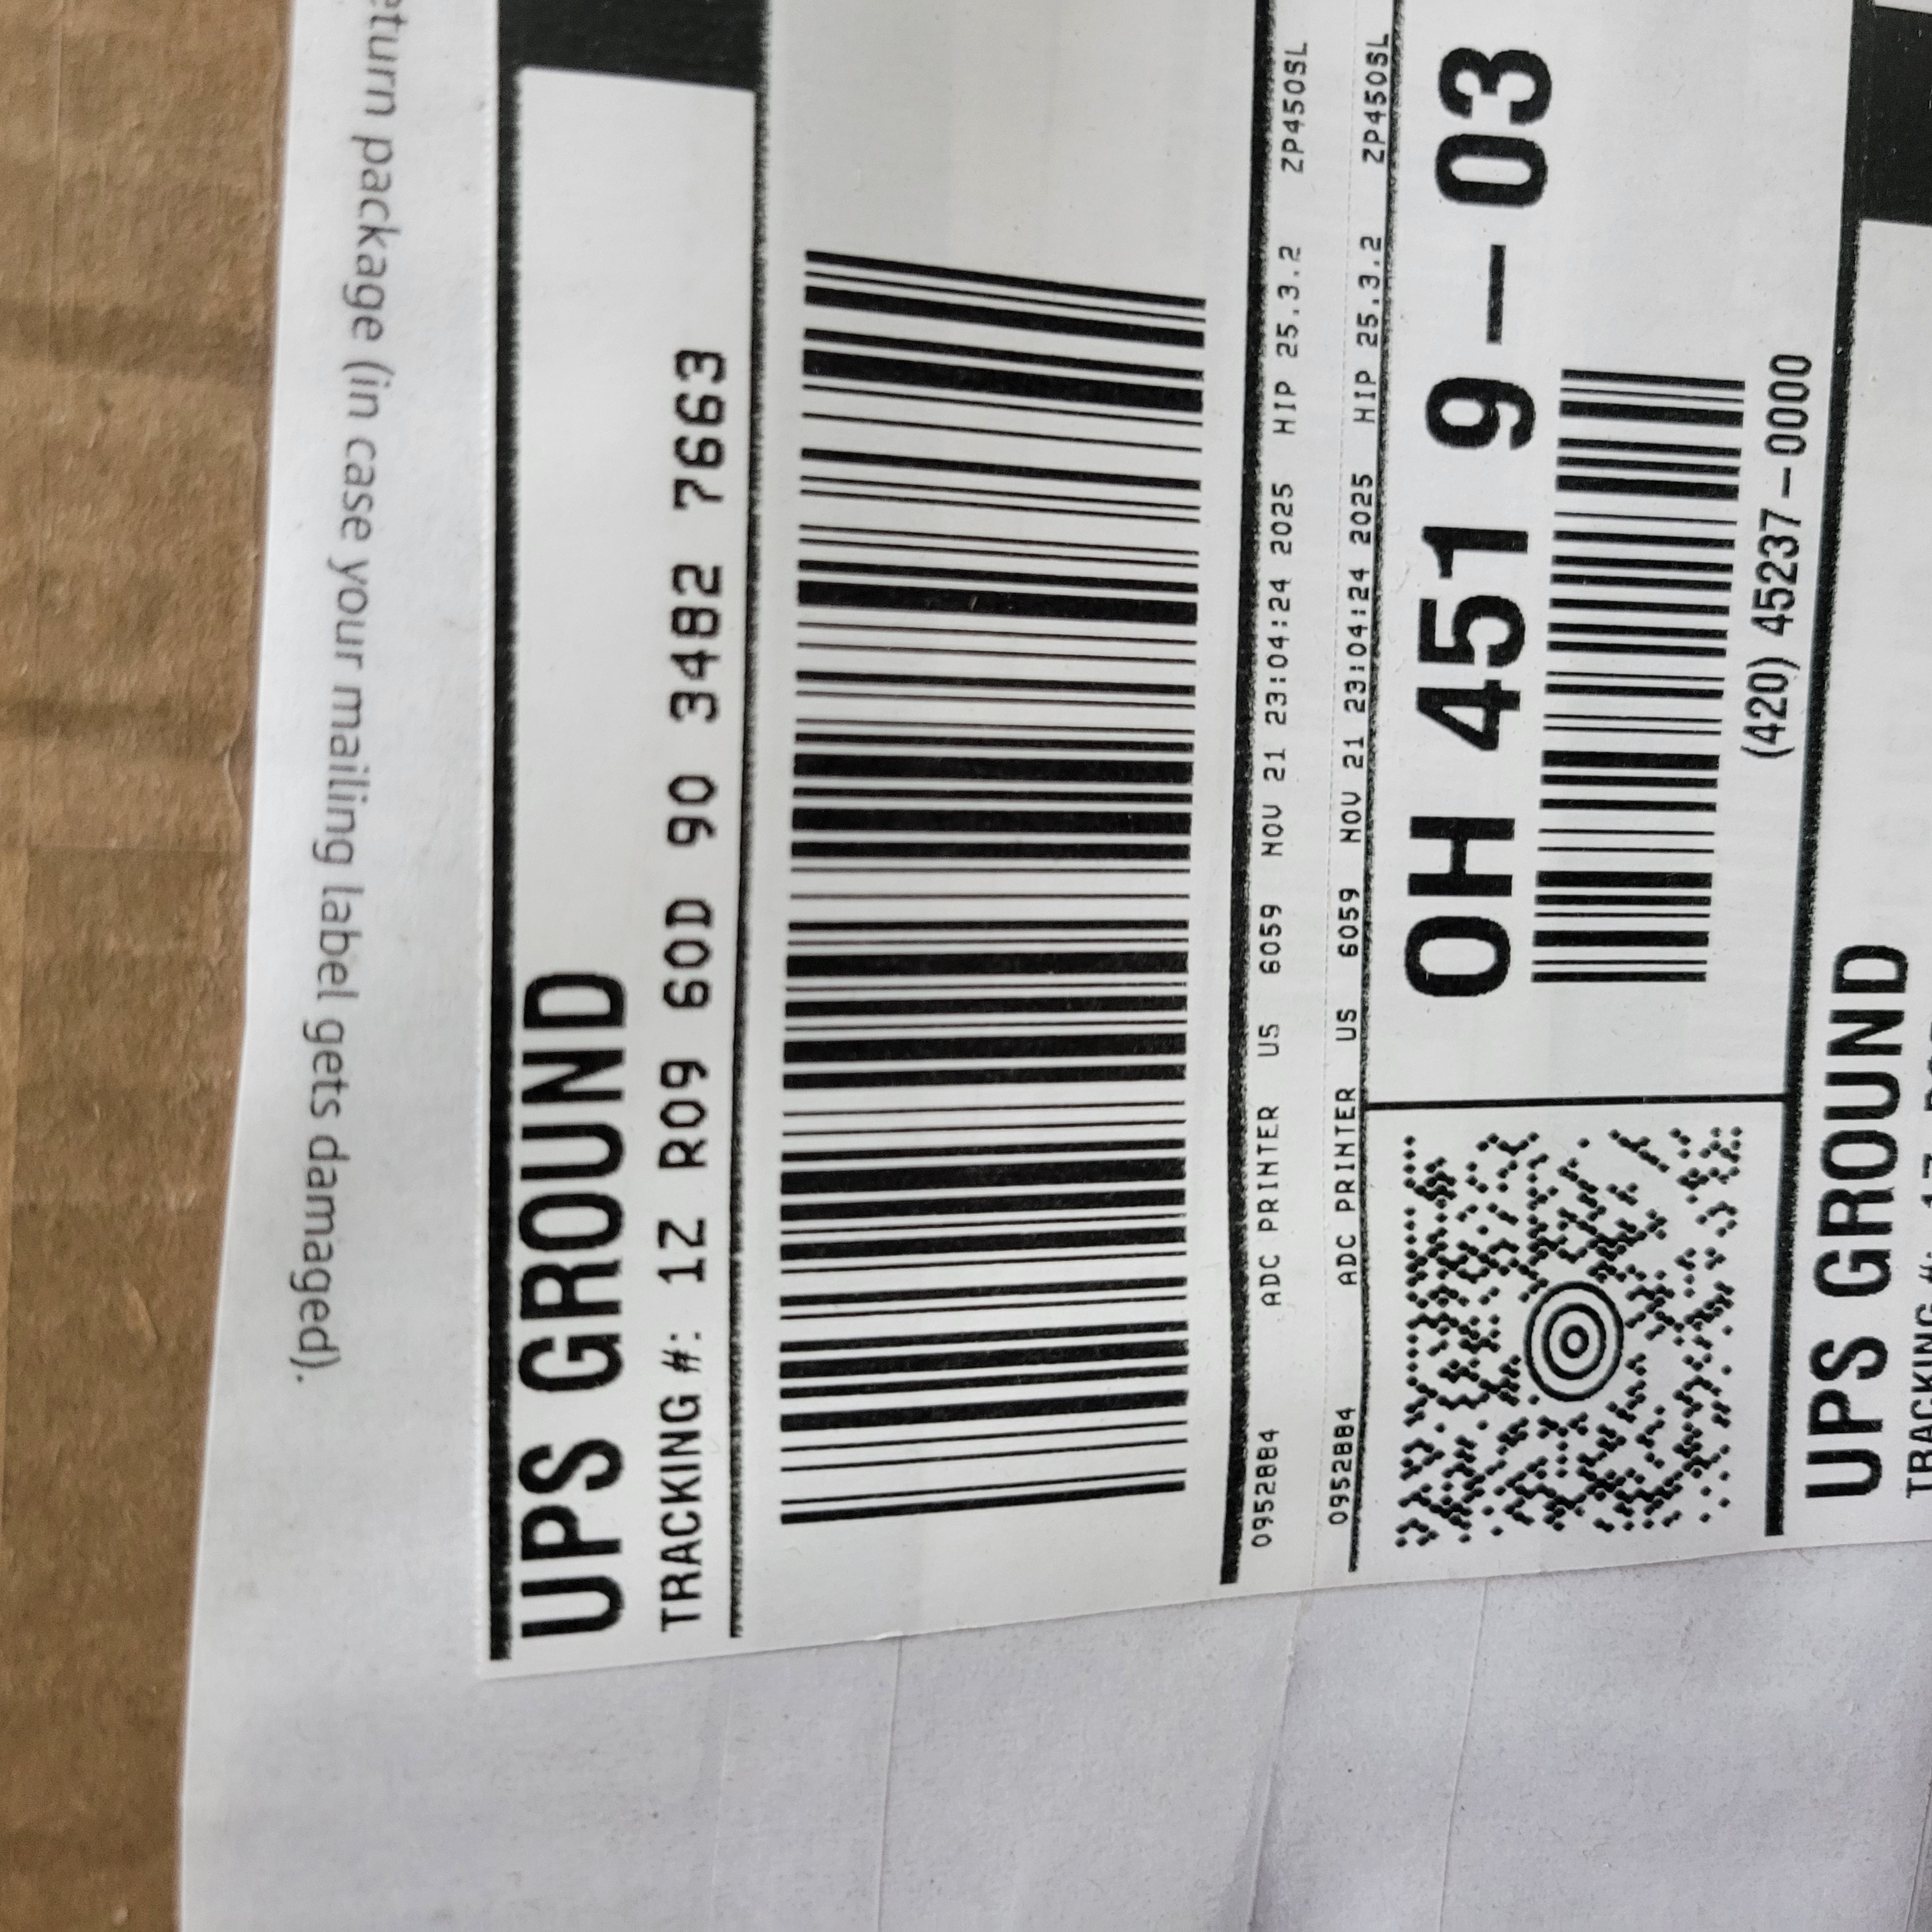 eturn package (in case your mailing label gets damaged).
UPS GROUND
TRACKING #: 1Z R09 60D 90 3482 7663
0952884 ADC PRINTER US 6059 NOV 21 23:04:24 2025 HIP 25.3.2 ZP450SL
0952884 ADC PRINTER US 6059 NOV 21 23:04:24 2025 HIP 25.3.2 ZP450SL
OH 451 9-03
(420) 45237-0000
UPS GROUND
TRACKING #: